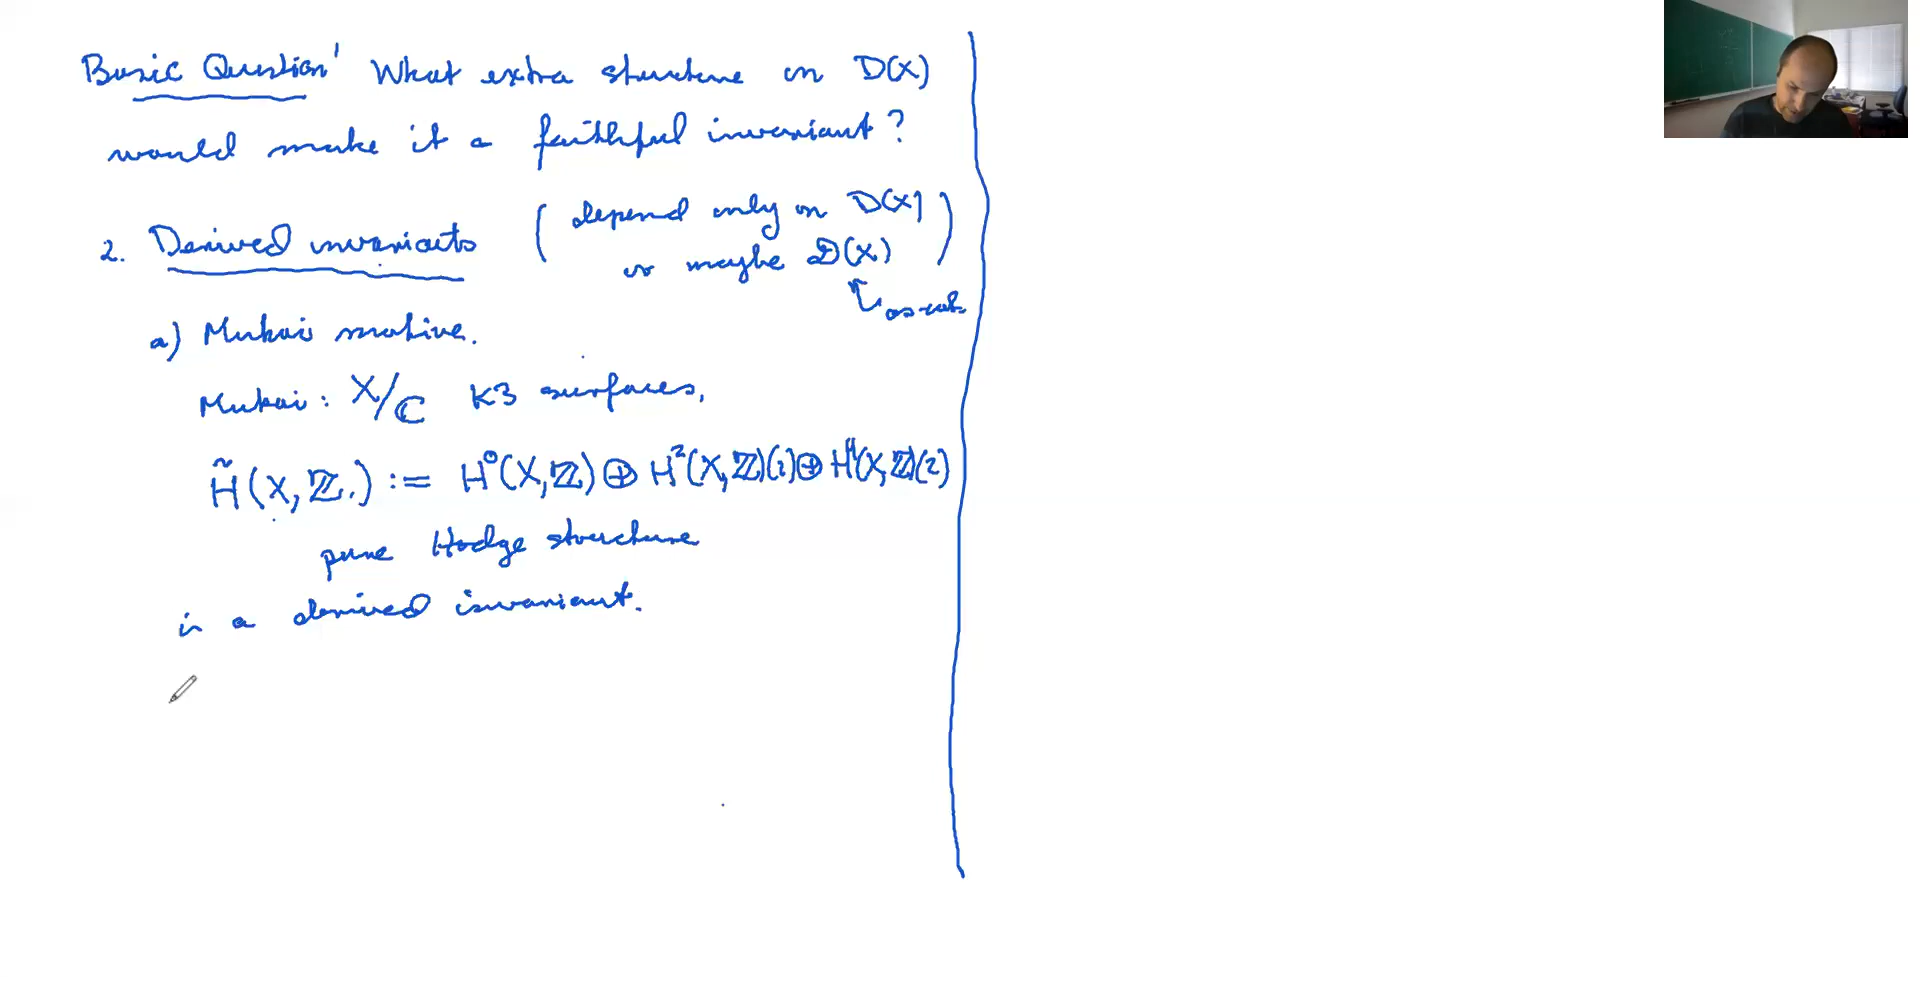 Basic Question' What extra structure on D(X)
would make it a faithful invariant?
2. Derived invariants (depend only on D(X)
or maybe 𝒟(X))
∞-cat.
a) Mukai motive.
Mukai: X/ℂ K3 surfaces,
H̃(X,ℤ) := H⁰(X,ℤ) ⊕ H²(X,ℤ)(1) ⊕ H⁴(X,ℤ)(2)
pure Hodge structure
is a derived invariant.